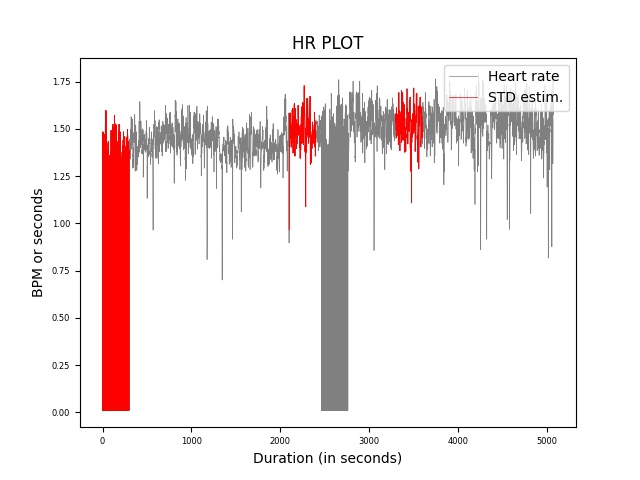 HR PLOT
Heart rate
STD estim.
BPM or seconds
1.75
1.50
1.25
1.00
0.75
0.50
0.25
0.00
0
1000
2000
3000
4000
5000
Duration (in seconds)